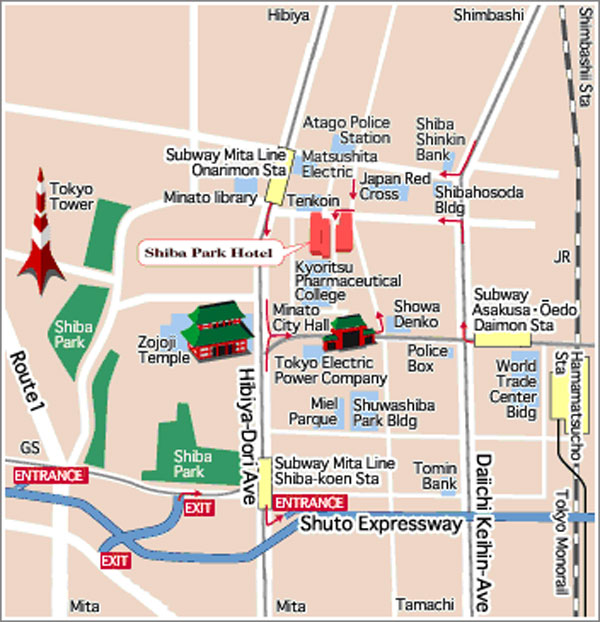 Hibiya
Shimbashi
Shimbashii Sta
Atago Police
Station
Shiba
Shinkin
Bank
Subway Mita Line
Onarimon Sta
Matsushita
Electric
Japan Red
Cross
Tokyo
Tower
Minato library
Tenkoin
Shibahosoda
Bldg
Shiba Park Hotel
JR
Kyoritsu
Pharmaceutical
College
Subway
Asakusa・Ōedo
Daimon Sta
Minato
City Hall
Showa
Denko
Shiba
Park
Zojoji
Temple
Route1
Tokyo Electric
Power Company
Police
Box
World
Trade
Center
Bidg
Hamamatsucho
Sta
Hibiya-Dori Ave
Miel
Parque
Shuwashiba
Park Bldg
GS
Shiba
Park
Subway Mita Line
Shiba-koen Sta
Tomin
Bank
Daiichi Keihin-Ave
ENTRANCE
EXIT
ENTRANCE
Shuto Expressway
Tokyo Monorail
EXIT
Mita
Mita
Tamachi